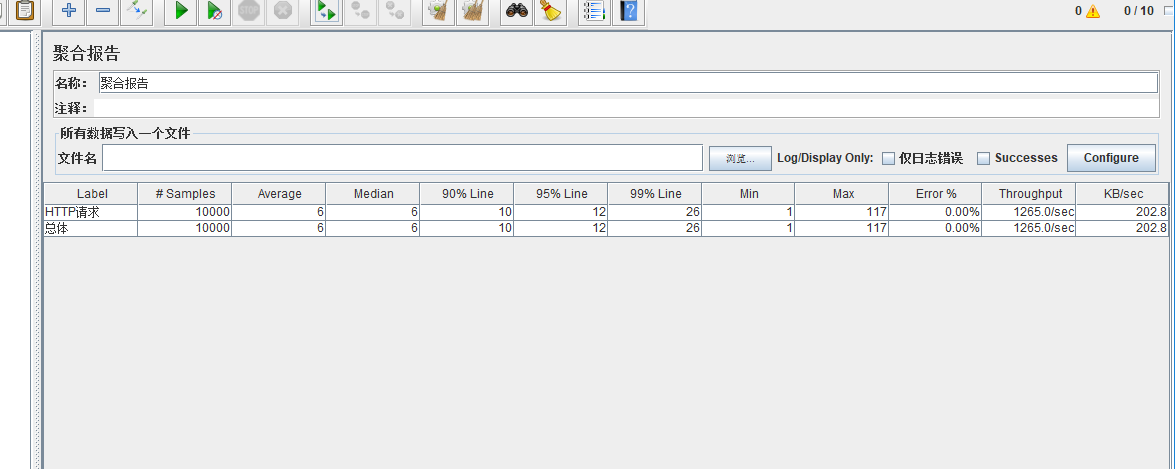 STOP
0 0 / 10
聚合报告
名称： 聚合报告
注释：
所有数据写入一个文件
文件名 浏览... Log/Display Only: 仅日志错误 Successes Configure
Label # Samples Average Median 90% Line 95% Line 99% Line Min Max Error % Throughput KB/sec
HTTP请求 10000 6 6 10 12 26 1 117 0.00% 1265.0/sec 202.8
总体 10000 6 6 10 12 26 1 117 0.00% 1265.0/sec 202.8